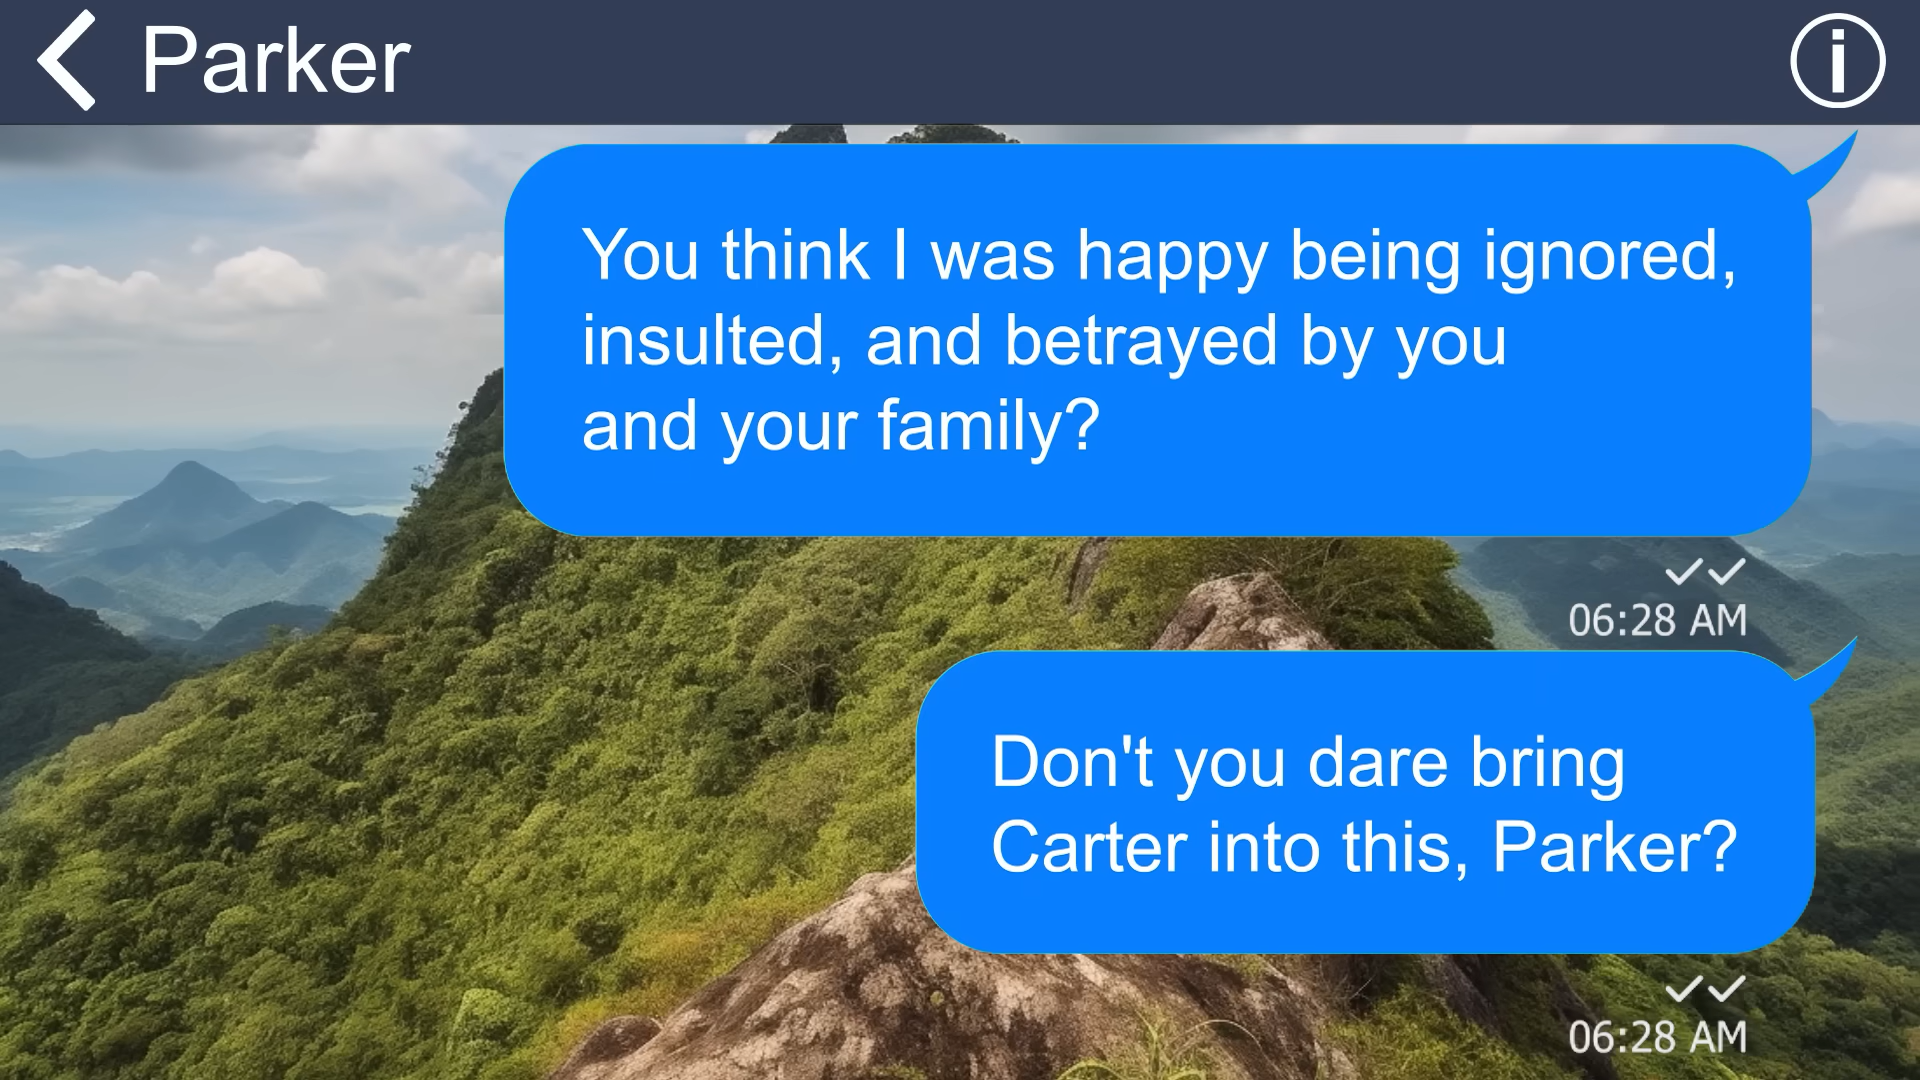 Parker
You think I was happy being ignored,
insulted, and betrayed by you
and your family?
06:28 AM
Don't you dare bring
Carter into this, Parker?
06:28 AM